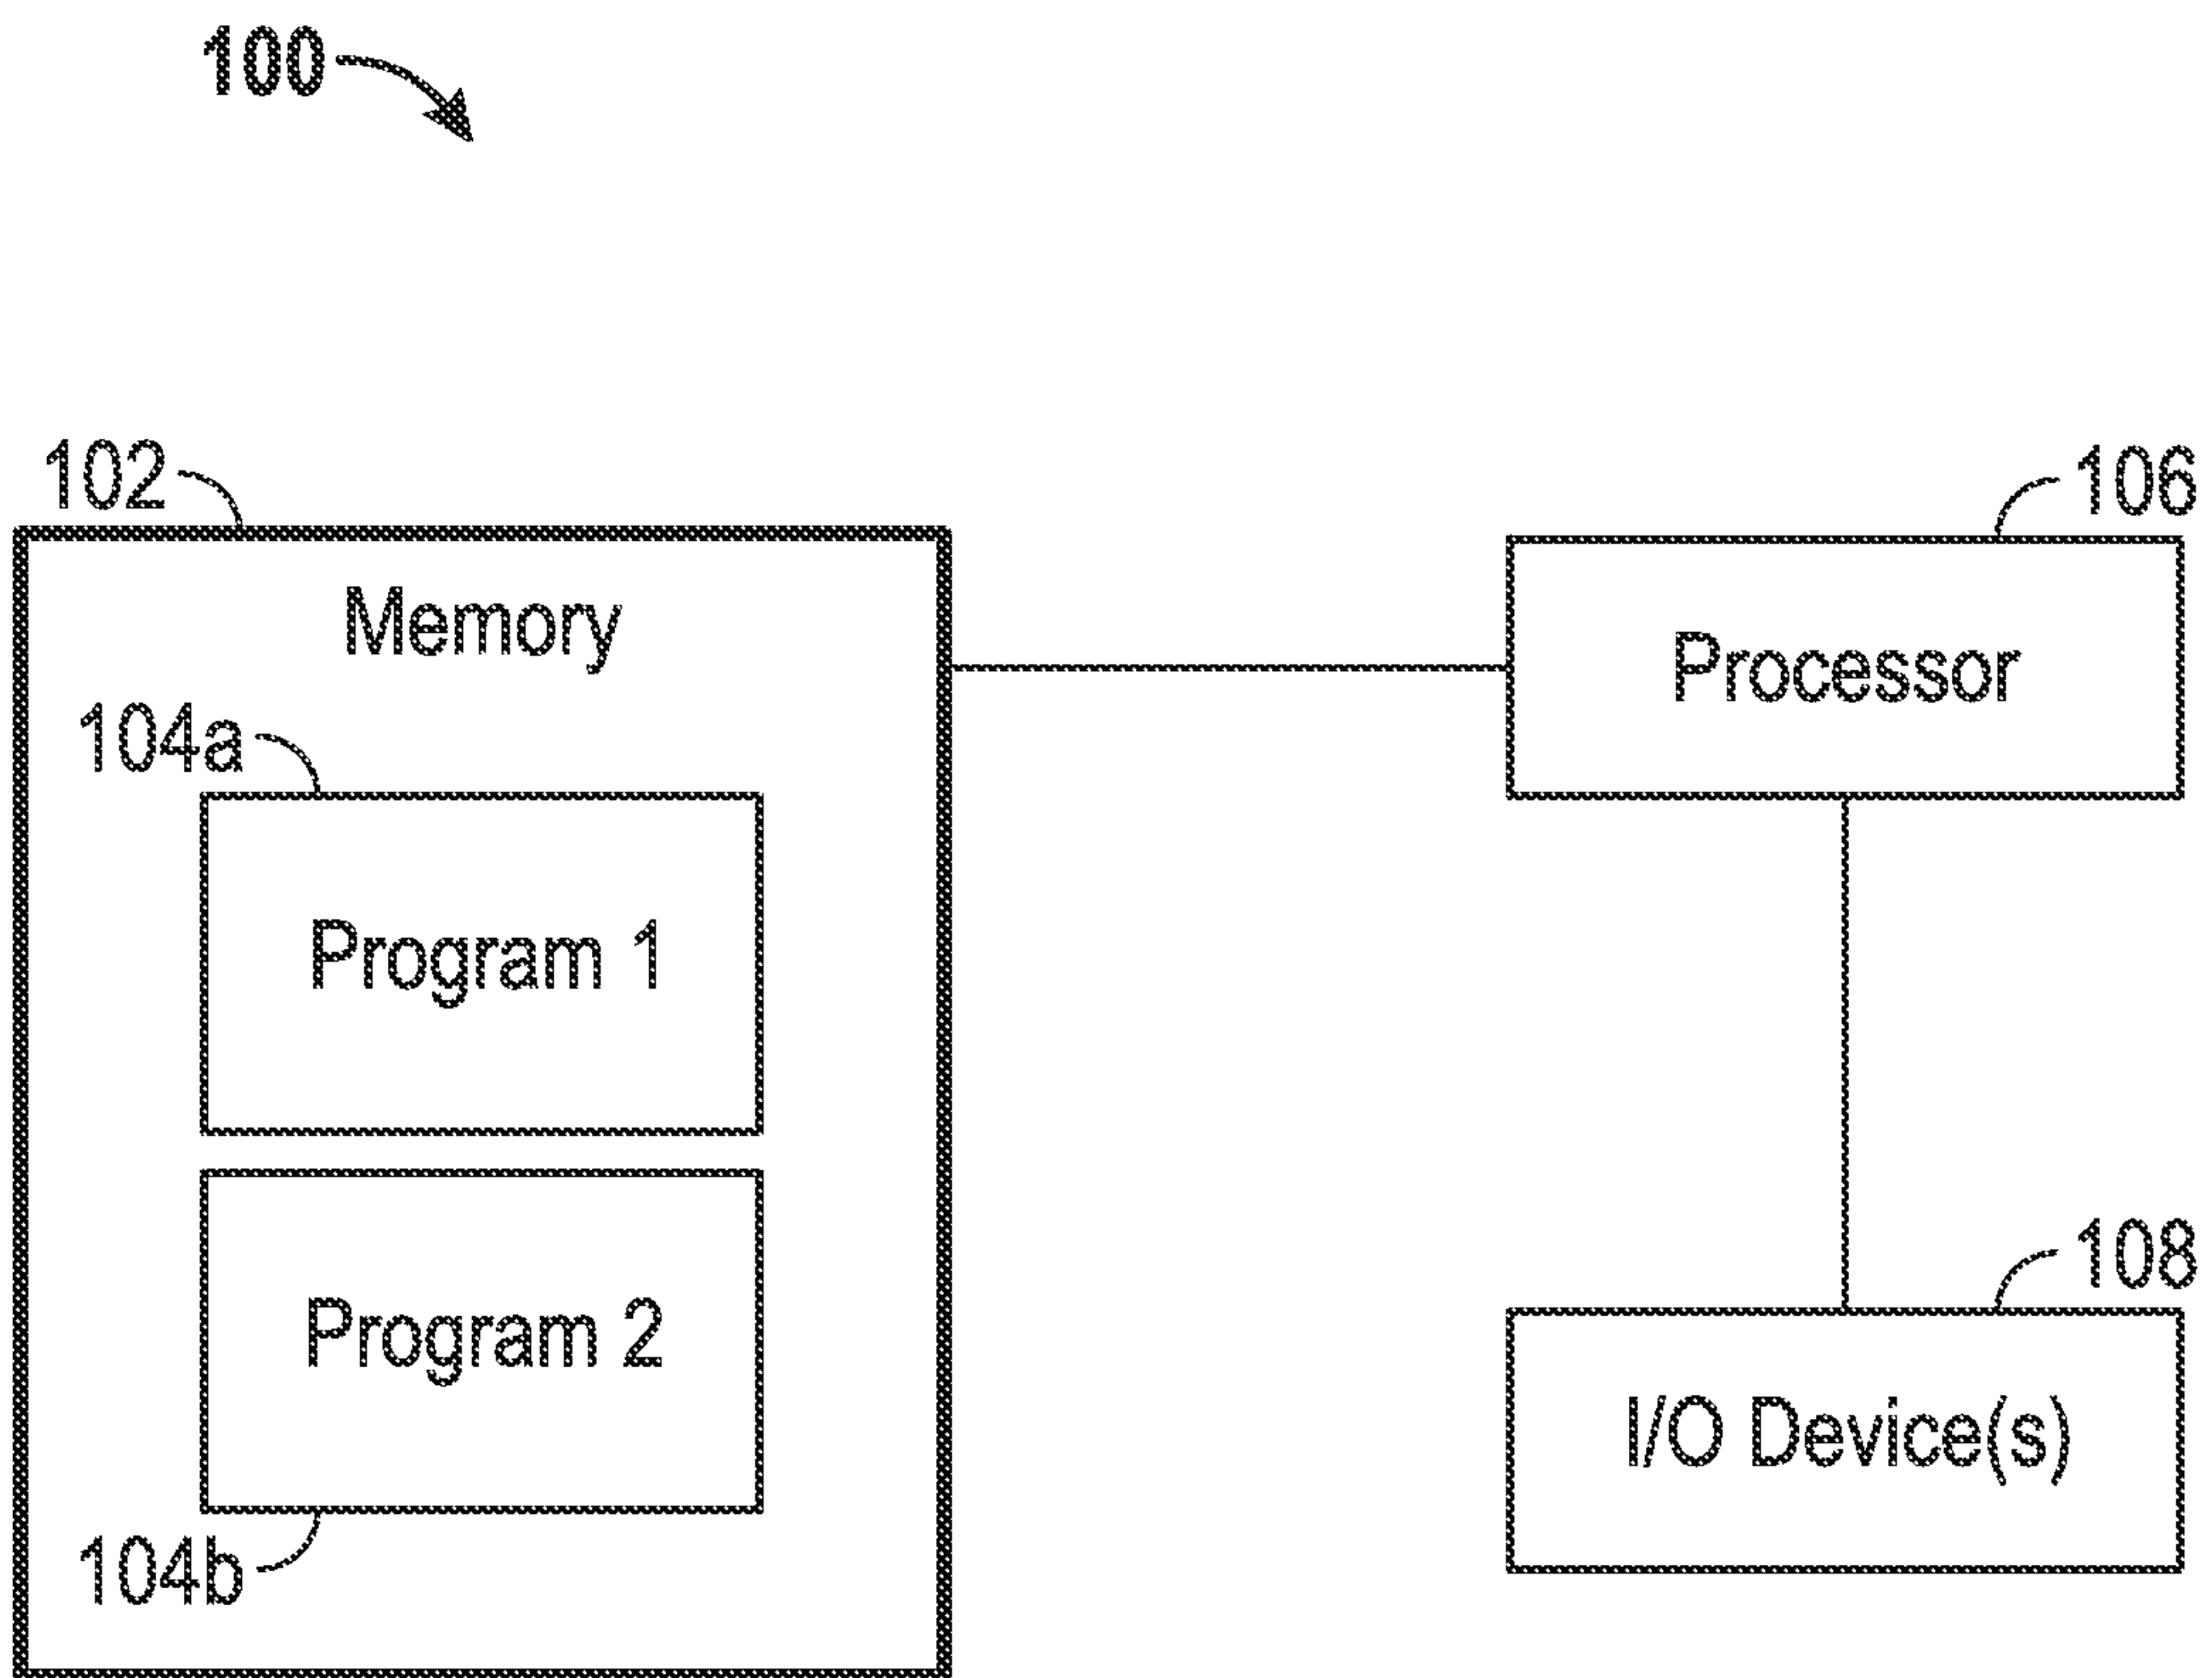 100
102
106
Memory
Processor
104a
Program 1
Program 2
108
I/O Device(s)
104b